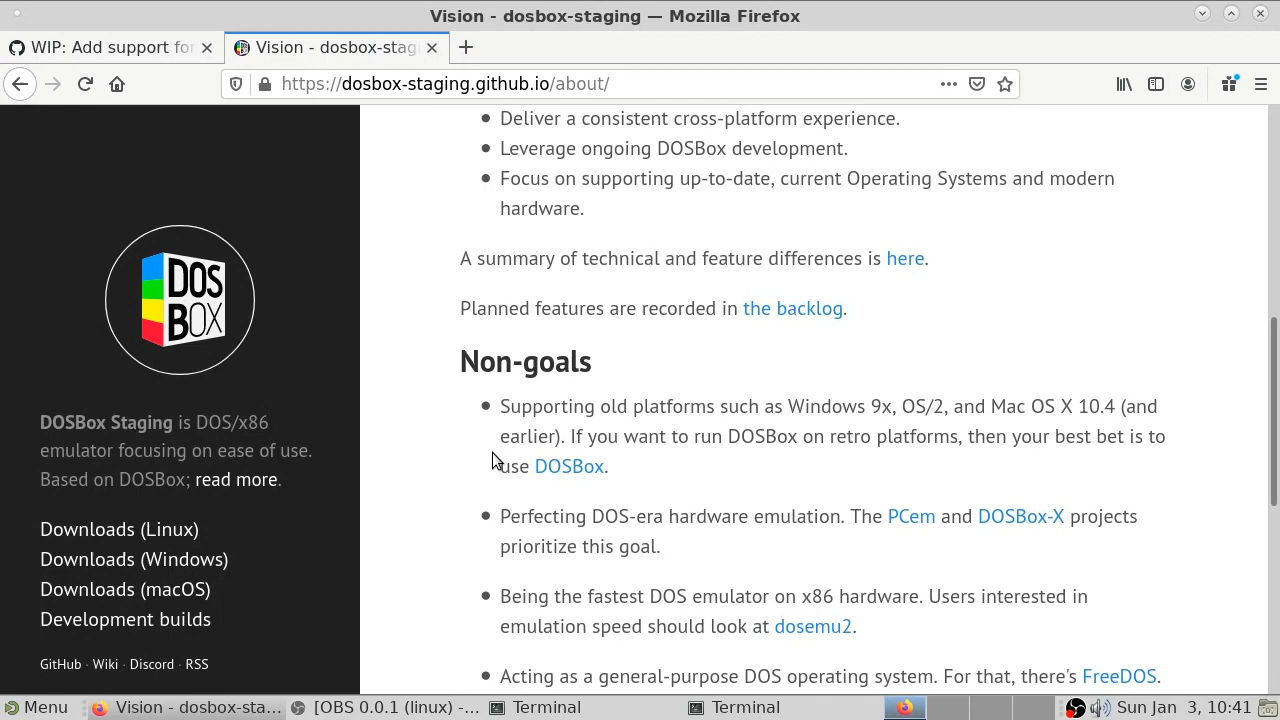 Vision - dosbox-staging — Mozilla Firefox
WIP: Add support for
Vision - dosbox-stag
https://dosbox-staging.github.io/about/
DOS
BOX
DOSBox Staging is DOS/x86
emulator focusing on ease of use.
Based on DOSBox; read more.
Downloads (Linux)
Downloads (Windows)
Downloads (macOS)
Development builds
GitHub · Wiki · Discord · RSS
Deliver a consistent cross-platform experience.
Leverage ongoing DOSBox development.
Focus on supporting up-to-date, current Operating Systems and modern
hardware.
A summary of technical and feature differences is here.
Planned features are recorded in the backlog.
Non-goals
Supporting old platforms such as Windows 9x, OS/2, and Mac OS X 10.4 (and
earlier). If you want to run DOSBox on retro platforms, then your best bet is to
use DOSBox.
Perfecting DOS-era hardware emulation. The PCem and DOSBox-X projects
prioritize this goal.
Being the fastest DOS emulator on x86 hardware. Users interested in
emulation speed should look at dosemu2.
Acting as a general-purpose DOS operating system. For that, there's FreeDOS.
Menu
Vision - dosbox-sta...
[OBS 0.0.1 (linux) -...
Terminal
Terminal
Sun Jan 3, 10:41